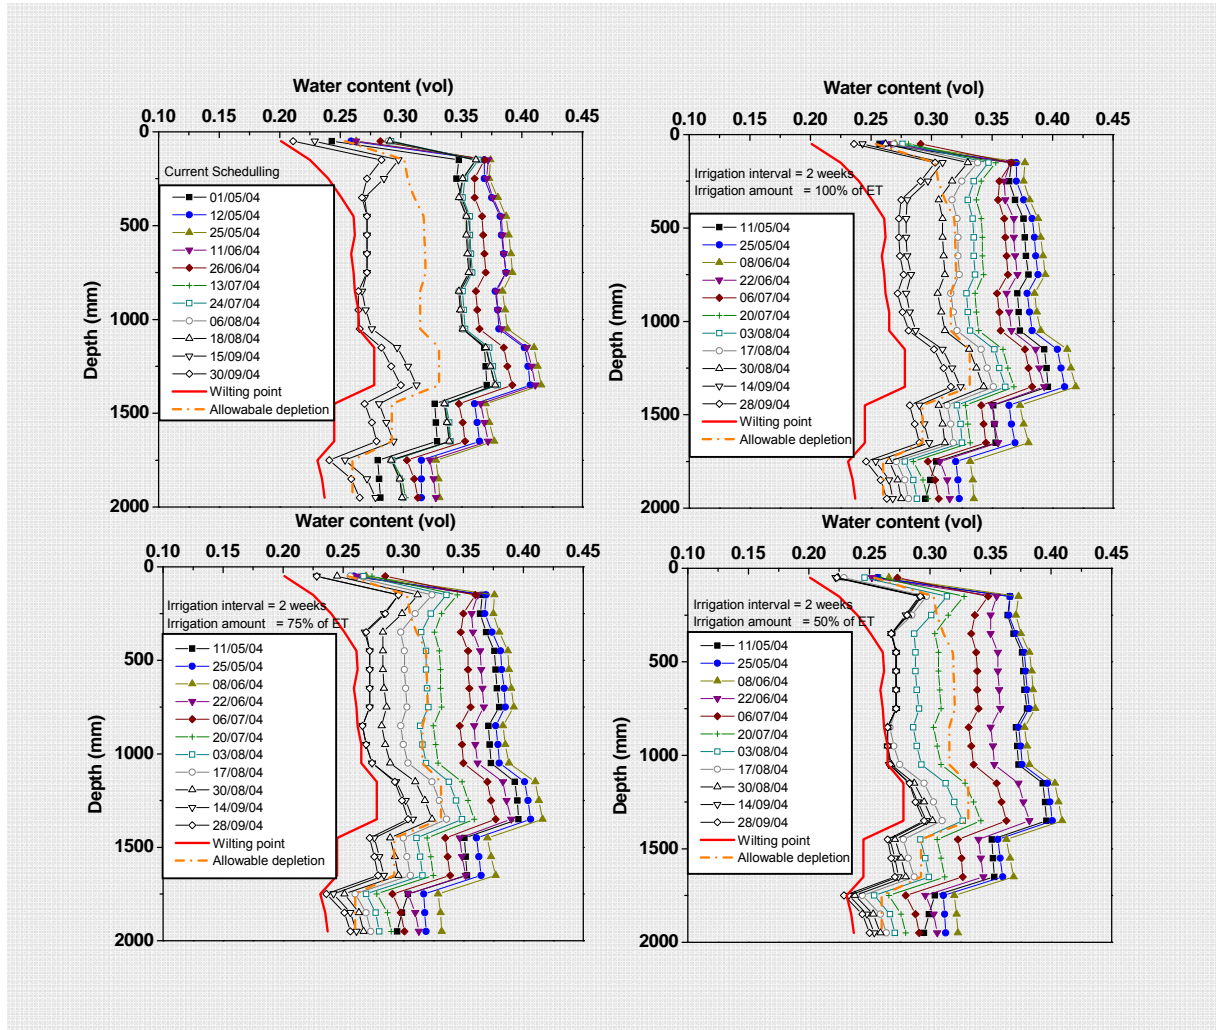 Water content (vol)
0.10 0.15 0.20 0.25 0.30 0.35 0.40 0.45
0
500
1000
1500
2000
Depth (mm)
Current Schedulling
01/05/04
12/05/04
25/05/04
11/06/04
26/06/04
13/07/04
24/07/04
06/08/04
18/08/04
15/09/04
30/09/04
Wilting point
Allowabable depletion
Water content (vol)
0.10 0.15 0.20 0.25 0.30 0.35 0.40 0.45
0
500
1000
1500
2000
Depth (mm)
Irrigation interval = 2 weeks
Irrigation amount = 100% of ET
11/05/04
25/05/04
08/06/04
22/06/04
06/07/04
20/07/04
03/08/04
17/08/04
30/08/04
14/09/04
28/09/04
Wilting point
Allowable depletion
Water content (vol)
0.10 0.15 0.20 0.25 0.30 0.35 0.40 0.45
0
500
1000
1500
2000
Depth (mm)
Irrigation interval = 2 weeks
Irrigation amount = 75% of ET
11/05/04
25/05/04
08/06/04
22/06/04
06/07/04
20/07/04
03/08/04
17/08/04
30/08/04
14/09/04
28/09/04
Wilting point
Allowable depletion
Water content (vol)
0.10 0.15 0.20 0.25 0.30 0.35 0.40 0.45
0
500
1000
1500
2000
Depth (mm)
Irrigation interval = 2 weeks
Irrigation amount = 50% of ET
11/05/04
25/05/04
08/06/04
22/06/04
06/07/04
20/07/04
03/08/04
17/08/04
30/08/04
14/09/04
28/09/04
Wilting point
Allowable depletion